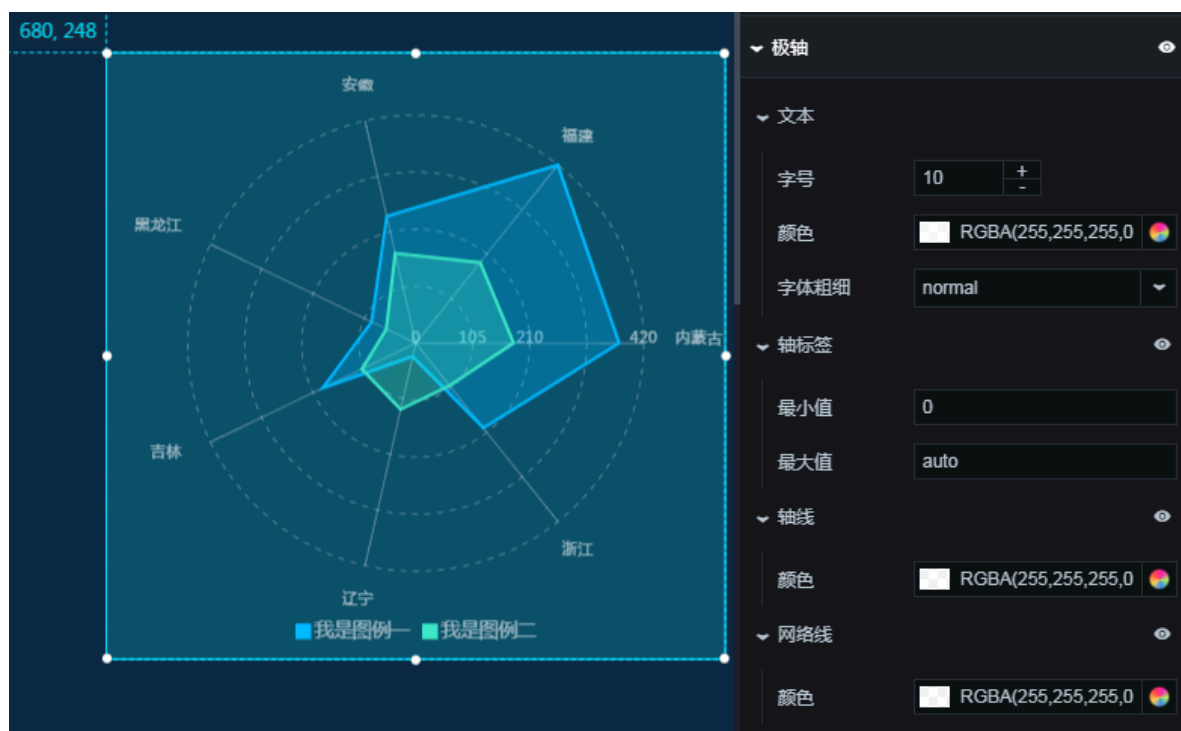 680, 248
安徽
福建
黑龙江
0 105 210 420 内蒙古
吉林
浙江
辽宁
我是图例一 我是图例二
极轴
文本
字号 10 + -
颜色 RGBA(255,255,255,0
字体粗细 normal
轴标签
最小值 0
最大值 auto
轴线
颜色 RGBA(255,255,255,0
网络线
颜色 RGBA(255,255,255,0